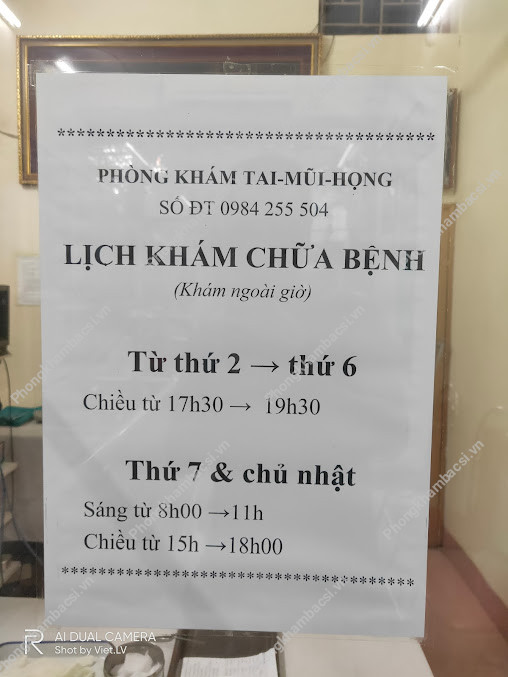 **************************************
PHÒNG KHÁM TAI-MŨI-HỌNG
SỐ ĐT 0984 255 504
LỊCH KHÁM CHỮA BỆNH
(Khám ngoài giờ)
Từ thứ 2 → thứ 6
Chiều từ 17h30 → 19h30
Thứ 7 & chủ nhật
Sáng từ 8h00 →11h
Chiều từ 15h →18h00
**************************************
AI DUAL CAMERA
Shot by Viet.LV
Phongkhambacsi.vn